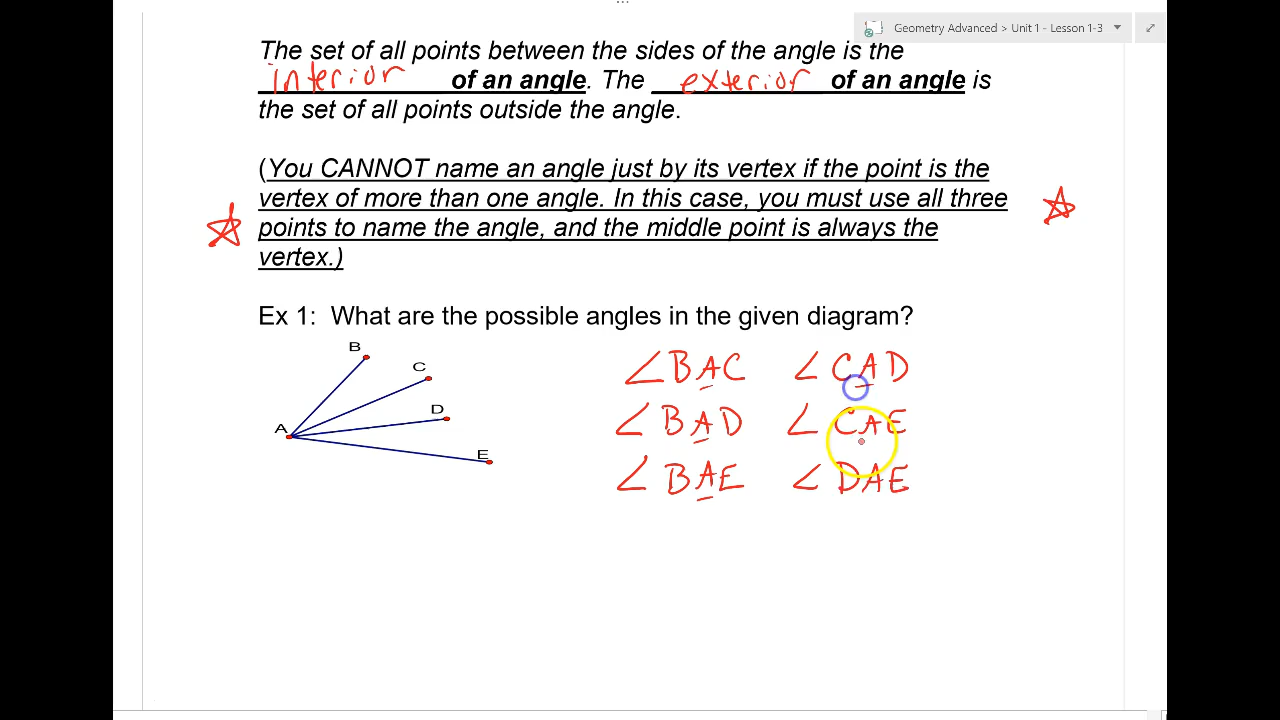 ...
Geometry Advanced > Unit 1 - Lesson 1-3
The set of all points between the sides of the angle is the
interior of an angle. The exterior of an angle is
the set of all points outside the angle.
(You CANNOT name an angle just by its vertex if the point is the
vertex of more than one angle. In this case, you must use all three
points to name the angle, and the middle point is always the
vertex.)
Ex 1: What are the possible angles in the given diagram?
B
C
D
A
E
∠BAC ∠CAD
∠BAD ∠CAE
∠BAE ∠DAE